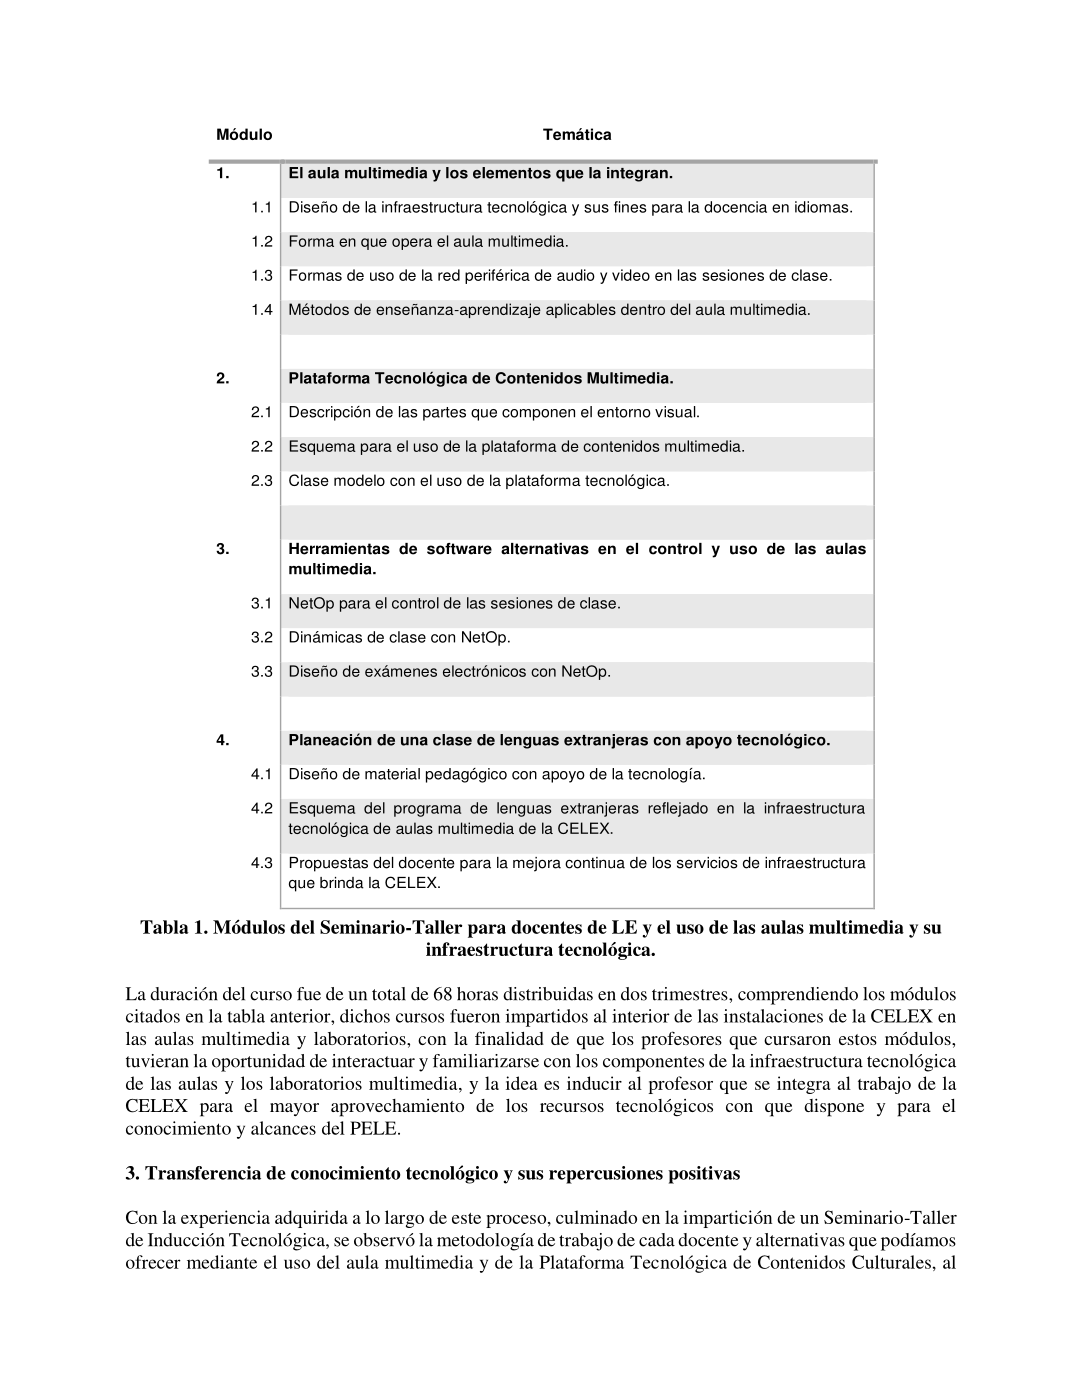 Módulo Temática
1. El aula multimedia y los elementos que la integran.
1.1 Diseño de la infraestructura tecnológica y sus fines para la docencia en idiomas.
1.2 Forma en que opera el aula multimedia.
1.3 Formas de uso de la red periférica de audio y video en las sesiones de clase.
1.4 Métodos de enseñanza-aprendizaje aplicables dentro del aula multimedia.
2. Plataforma Tecnológica de Contenidos Multimedia.
2.1 Descripción de las partes que componen el entorno visual.
2.2 Esquema para el uso de la plataforma de contenidos multimedia.
2.3 Clase modelo con el uso de la plataforma tecnológica.
3. Herramientas de software alternativas en el control y uso de las aulas
multimedia.
3.1 NetOp para el control de las sesiones de clase.
3.2 Dinámicas de clase con NetOp.
3.3 Diseño de exámenes electrónicos con NetOp.
4. Planeación de una clase de lenguas extranjeras con apoyo tecnológico.
4.1 Diseño de material pedagógico con apoyo de la tecnología.
4.2 Esquema del programa de lenguas extranjeras reflejado en la infraestructura
tecnológica de aulas multimedia de la CELEX.
4.3 Propuestas del docente para la mejora continua de los servicios de infraestructura
que brinda la CELEX.
Tabla 1. Módulos del Seminario-Taller para docentes de LE y el uso de las aulas multimedia y su
infraestructura tecnológica.
La duración del curso fue de un total de 68 horas distribuidas en dos trimestres, comprendiendo los módulos
citados en la tabla anterior, dichos cursos fueron impartidos al interior de las instalaciones de la CELEX en
las aulas multimedia y laboratorios, con la finalidad de que los profesores que cursaron estos módulos,
tuvieran la oportunidad de interactuar y familiarizarse con los componentes de la infraestructura tecnológica
de las aulas y los laboratorios multimedia, y la idea es inducir al profesor que se integra al trabajo de la
CELEX para el mayor aprovechamiento de los recursos tecnológicos con que dispone y para el
conocimiento y alcances del PELE.
3. Transferencia de conocimiento tecnológico y sus repercusiones positivas
Con la experiencia adquirida a lo largo de este proceso, culminado en la impartición de un Seminario-Taller
de Inducción Tecnológica, se observó la metodología de trabajo de cada docente y alternativas que podíamos
ofrecer mediante el uso del aula multimedia y de la Plataforma Tecnológica de Contenidos Culturales, al